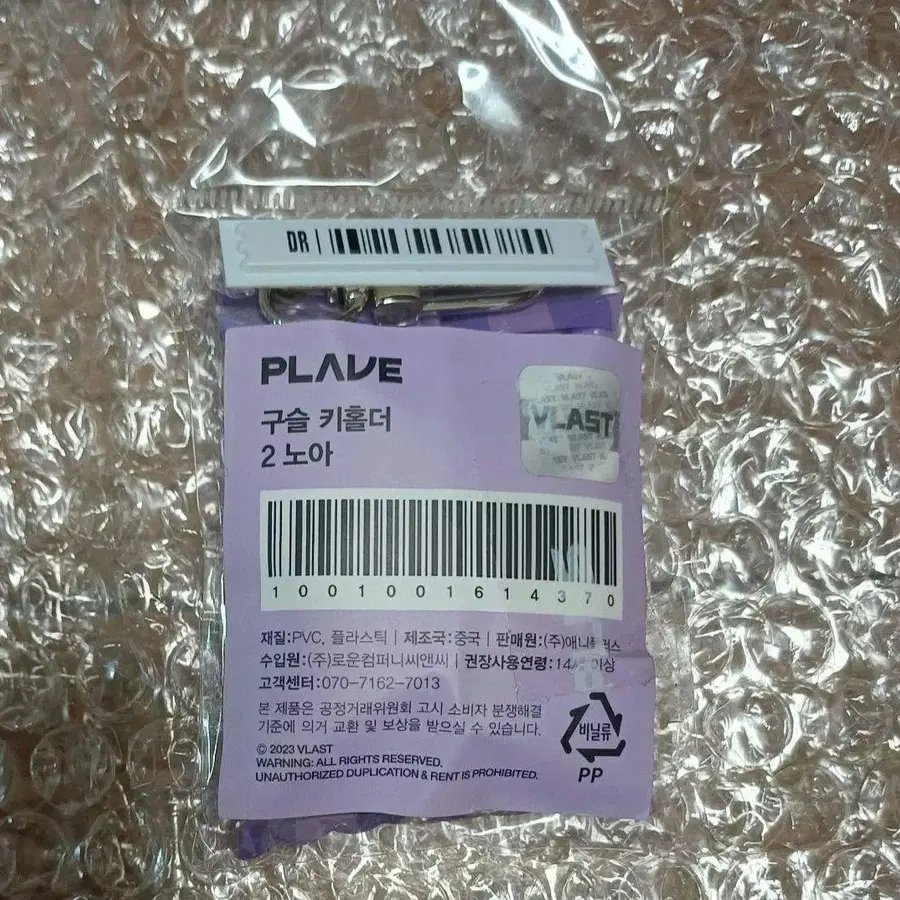 DR |
PLAVE
구슬 키홀더
2 노아
VLAST
1001001614370
재질:PVC, 플라스틱 | 제조국:중국 | 판매원:(주)애니
수입원:(주)로운컴퍼니씨앤씨 | 권장사용연령:14세 이상
고객센터:070-7162-7013
본 제품은 공정거래위원회 고시 소비자 분쟁해결
기준에 의거 교환 및 보상을 받으실 수 있습니다.
비닐류
PP
© 2023 VLAST
WARNING: ALL RIGHTS RESERVED.
UNAUTHORIZED DUPLICATION & RENT IS PROHIBITED.